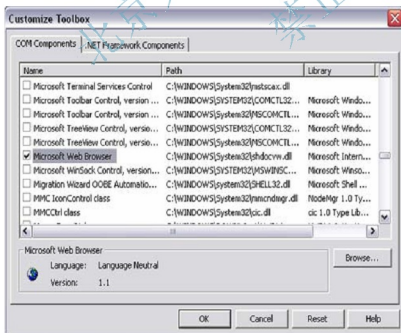 Customize Toolbox
COM Components .NET Framework Components
Name Path Library
Microsoft Terminal Services Control C:\WINDOWS\System32\mstscax.dll
Microsoft Toolbar Control, version ... C:\WINDOWS\SYSTEM32\COMCTL32... Microsoft Windo...
Microsoft Toolbar Control, versio... C:\WINDOWS\SYSTEM32\MSCOMCTL... Microsoft Windo...
Microsoft TreeView Control, versio... C:\WINDOWS\SYSTEM32\COMCTL32... Microsoft Windo...
Microsoft TreeView Control, versio... C:\WINDOWS\SYSTEM32\MSCOMCTL... Microsoft Windo...
Microsoft Web Browser C:\WINDOWS\System32\shdocvw.dll Microsoft Intern...
Microsoft WinSock Control, version... C:\WINDOWS\SYSTEM32\MSWINSC... Microsoft Winso...
Migration Wizard OOBE Automatio... C:\WINDOWS\System32\SHELL32.dll Microsoft Shell ...
MMC IconControl class C:\WINDOWS\System32\mmcndmgr.dll NodeMgr 1.0 Ty...
MMCCtrl class C:\WINDOWS\System32\cic.dll cic 1.0 Type Lib...
Microsoft Web Browser
Language: Language Neutral
Version: 1.1
Browse...
OK Cancel Reset Help